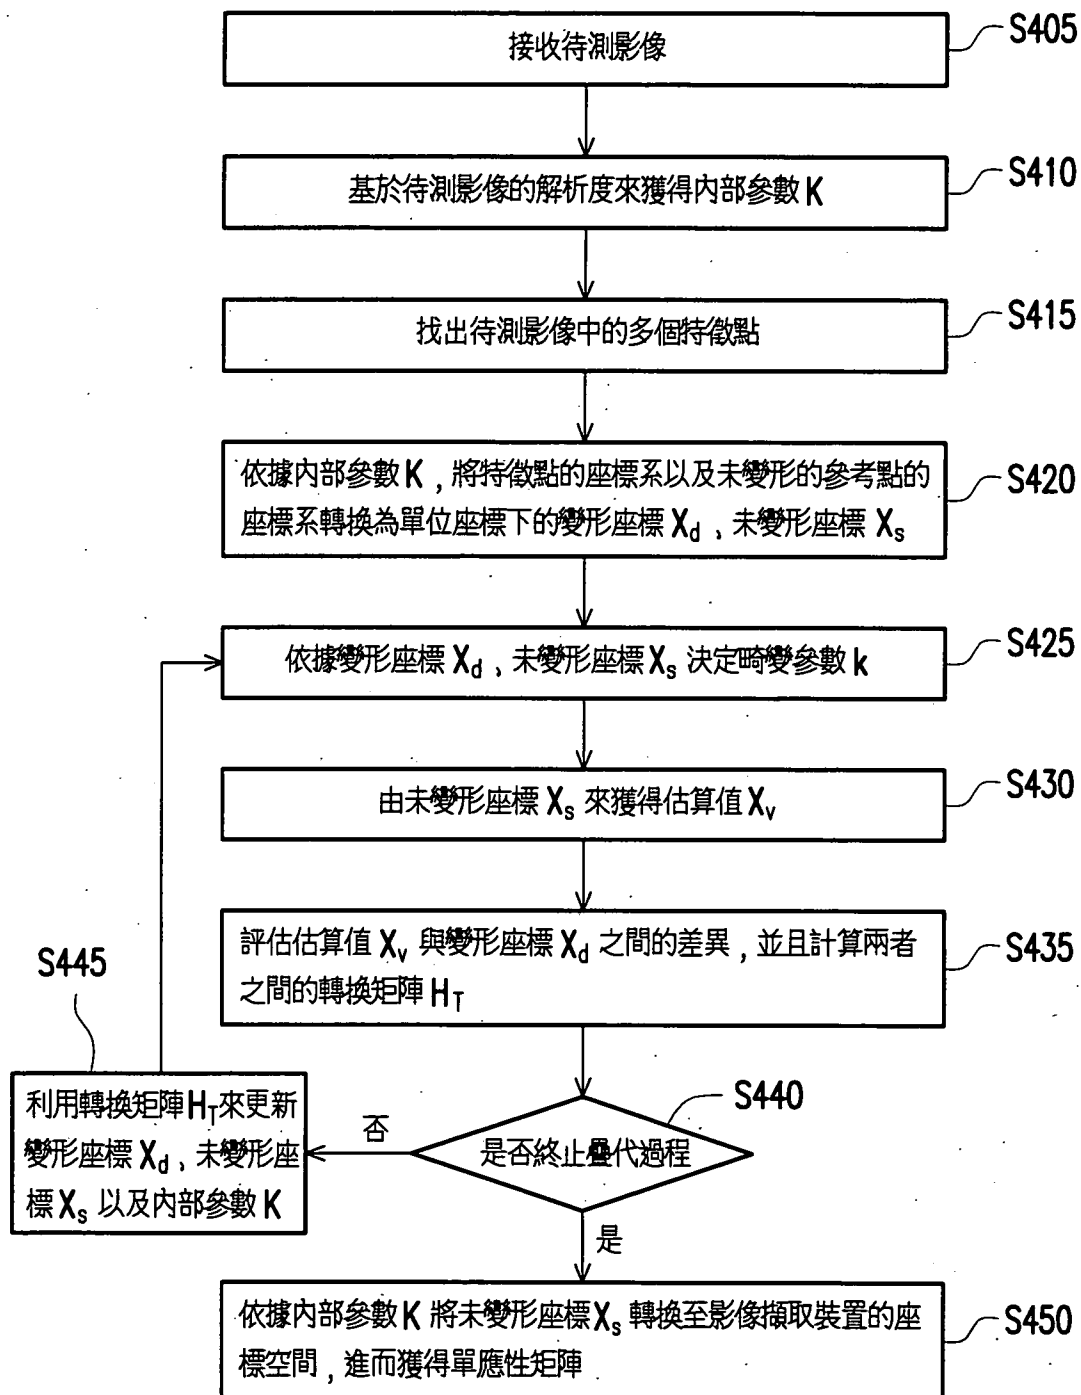 接收待測影像
S405
基於待測影像的解析度來獲得內部參數 K
S410
找出待測影像中的多個特徵點
S415
依據內部參數 K，將特徵點的座標系以及未變形的參考點的
座標系轉換為單位座標下的變形座標 Xd、未變形座標 Xs
S420
依據變形座標 Xd、未變形座標 Xs 決定畸變參數 k
S425
由未變形座標 Xs 來獲得估算值 Xv
S430
評估估算值 Xv 與變形座標 Xd 之間的差異，並且計算兩者
之間的轉換矩陣 HT
S435
是否終止疊代過程
S440
否
是
S445
利用轉換矩陣 HT 來更新
變形座標 Xd、未變形座
標 Xs 以及內部參數 K
依據內部參數 K 將未變形座標 Xs 轉換至影像擷取裝置的座
標空間，進而獲得單應性矩陣
S450